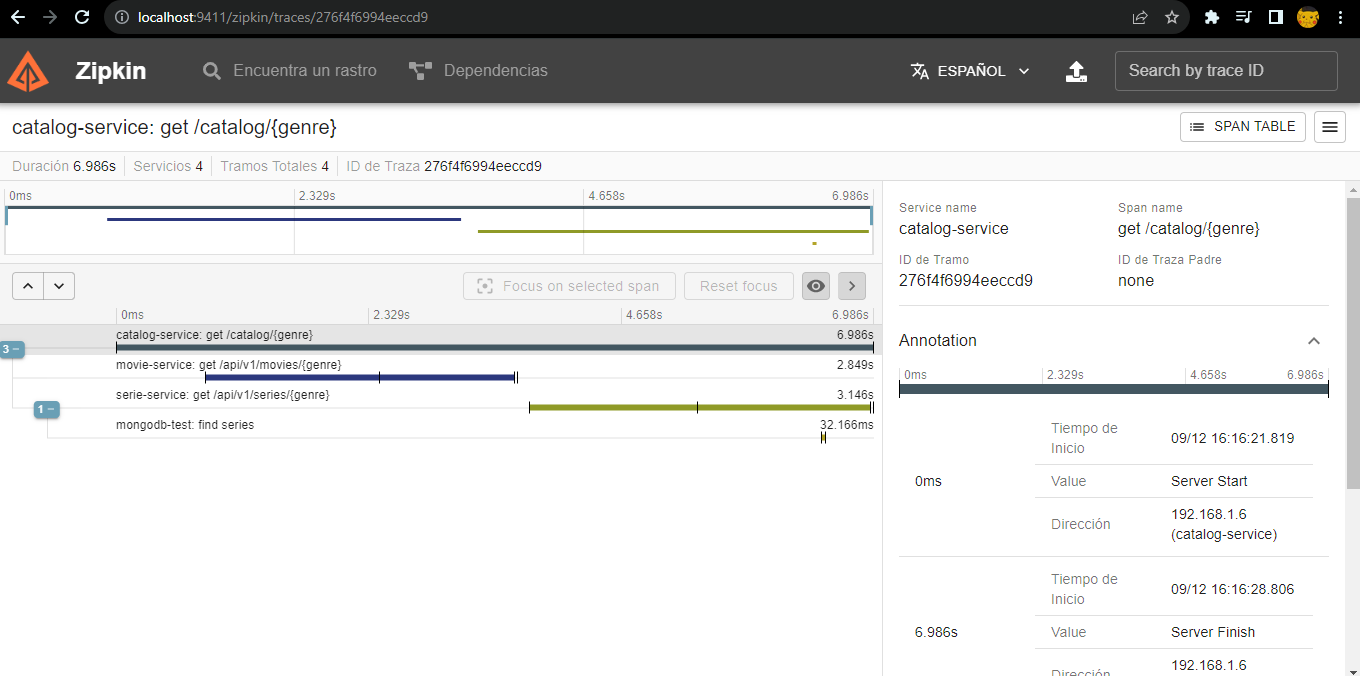 localhost:9411/zipkin/traces/276f4f6994eeccd9
Zipkin
Encuentra un rastro
Dependencias
ESPAÑOL
Search by trace ID
catalog-service: get /catalog/{genre}
SPAN TABLE
Duración 6.986s Servicios 4 Tramos Totales 4 ID de Traza 276f4f6994eeccd9
0ms 2.329s 4.658s 6.986s
Focus on selected span
Reset focus
0ms 2.329s 4.658s 6.986s
catalog-service: get /catalog/{genre} 6.986s
3 −
movie-service: get /api/v1/movies/{genre} 2.849s
serie-service: get /api/v1/series/{genre} 3.146s
1 −
mongodb-test: find series 32.166ms
Service name
catalog-service
Span name
get /catalog/{genre}
ID de Tramo
276f4f6994eeccd9
ID de Traza Padre
none
Annotation
0ms 2.329s 4.658s 6.986s
0ms
Tiempo de
Inicio
09/12 16:16:21.819
Value Server Start
Dirección
192.168.1.6
(catalog-service)
6.986s
Tiempo de
Inicio
09/12 16:16:28.806
Value Server Finish
Dirección
192.168.1.6